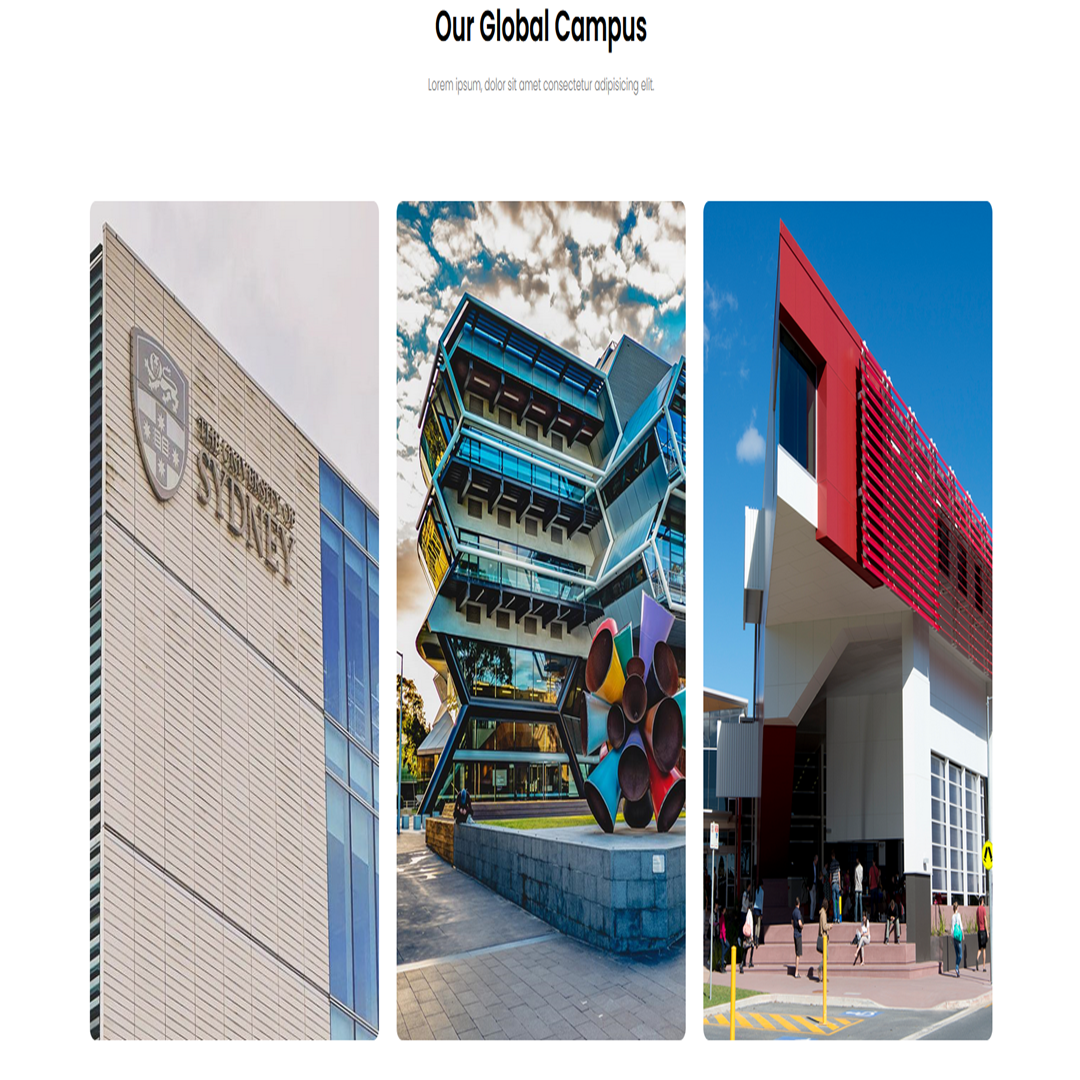 Our Global Campus
Lorem ipsum, dolor sit amet consectetur adipisicing elit.
THE UNIVERSITY OF
SYDNEY